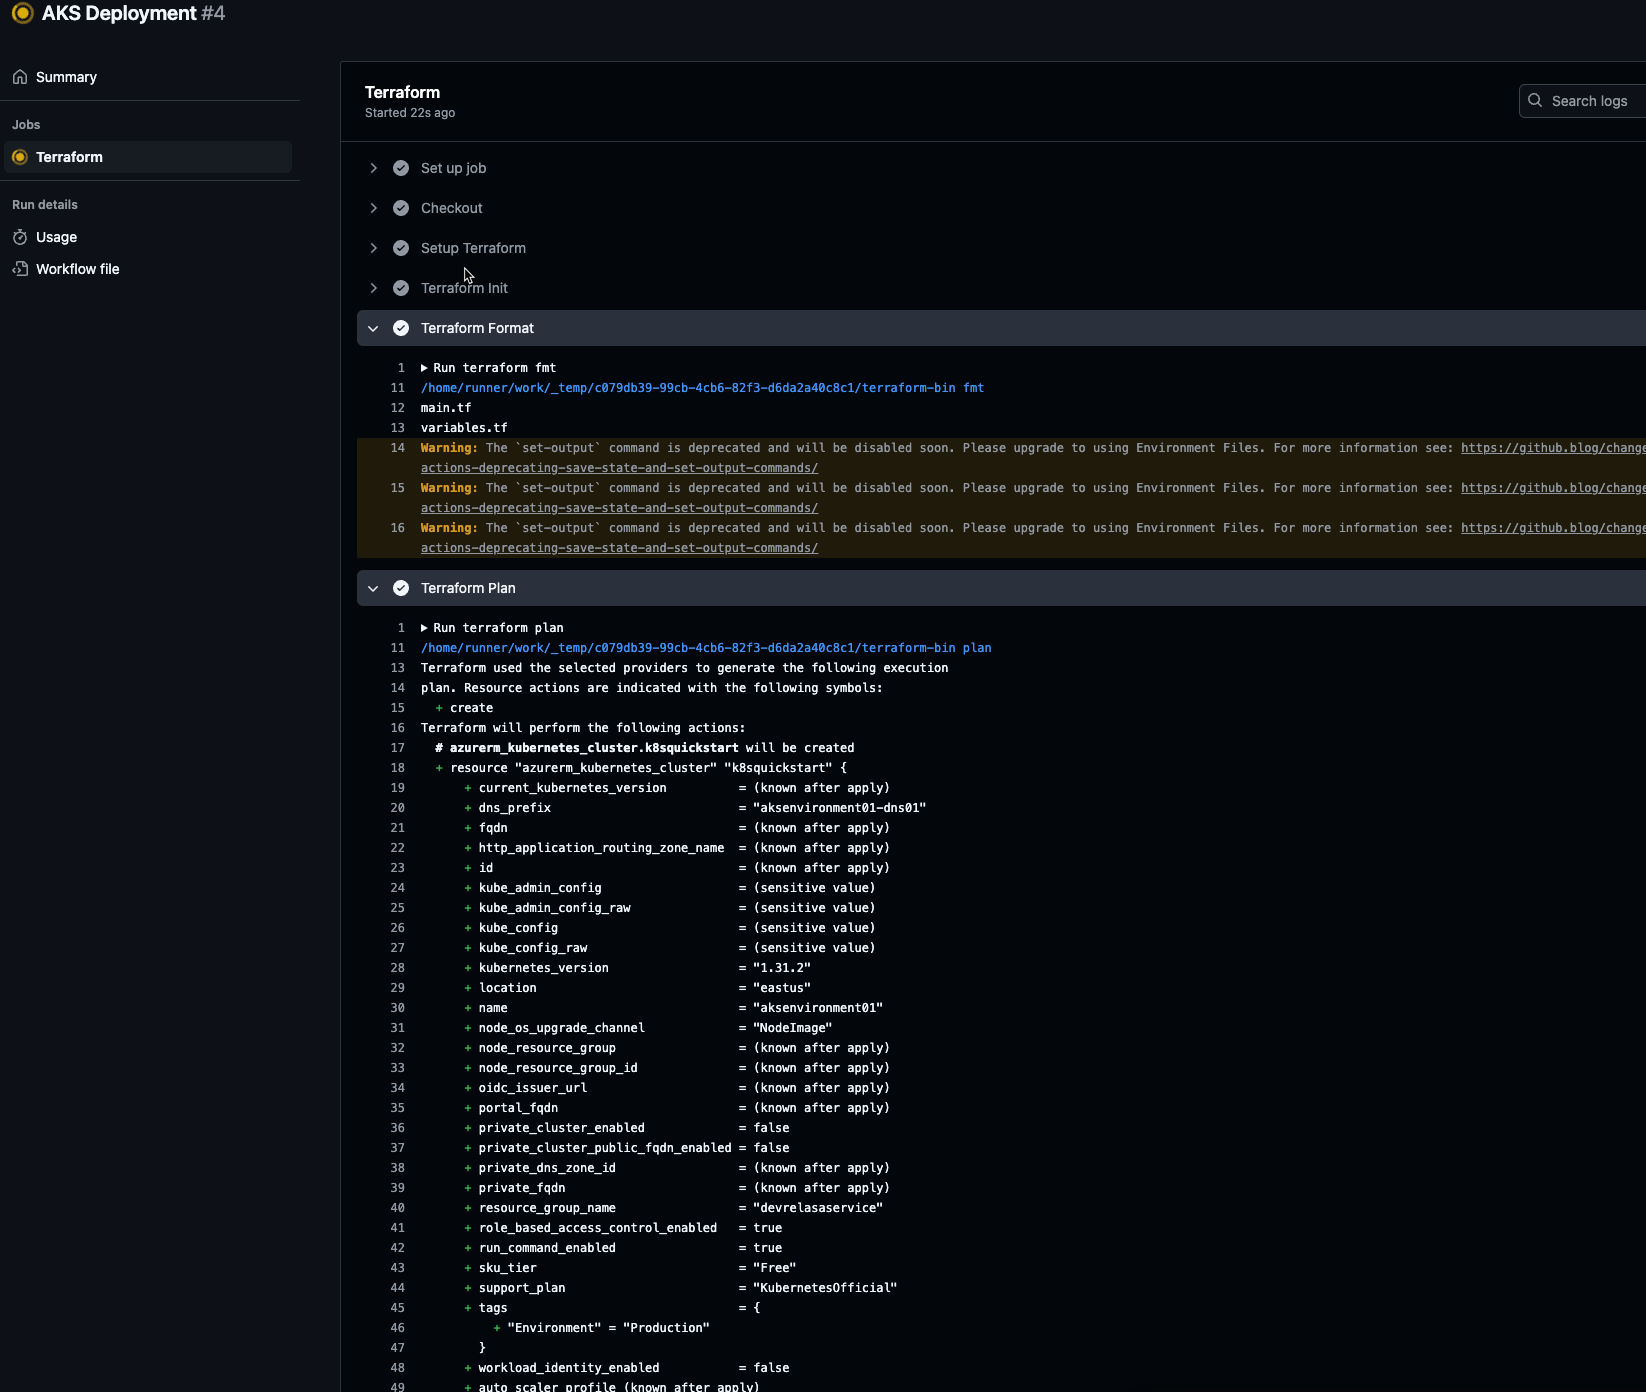 AKS Deployment #4
Summary
Jobs
Terraform
Run details
Usage
Workflow file
Terraform
Started 22s ago
Search logs
Set up job
Checkout
Setup Terraform
Terraform Init
Terraform Format
1 Run terraform fmt
11 /home/runner/work/_temp/c079db39-99cb-4cb6-82f3-d6da2a40c8c1/terraform-bin fmt
12 main.tf
13 variables.tf
14 Warning: The `set-output` command is deprecated and will be disabled soon. Please upgrade to using Environment Files. For more information see: https://github.blog/change
actions-deprecating-save-state-and-set-output-commands/
15 Warning: The `set-output` command is deprecated and will be disabled soon. Please upgrade to using Environment Files. For more information see: https://github.blog/change
actions-deprecating-save-state-and-set-output-commands/
16 Warning: The `set-output` command is deprecated and will be disabled soon. Please upgrade to using Environment Files. For more information see: https://github.blog/change
actions-deprecating-save-state-and-set-output-commands/
Terraform Plan
1 Run terraform plan
11 /home/runner/work/_temp/c079db39-99cb-4cb6-82f3-d6da2a40c8c1/terraform-bin plan
13 Terraform used the selected providers to generate the following execution
14 plan. Resource actions are indicated with the following symbols:
15 + create
16 Terraform will perform the following actions:
17 # azurerm_kubernetes_cluster.k8squickstart will be created
18 + resource "azurerm_kubernetes_cluster" "k8squickstart" {
19 + current_kubernetes_version = (known after apply)
20 + dns_prefix = "aksenvironment01-dns01"
21 + fqdn = (known after apply)
22 + http_application_routing_zone_name = (known after apply)
23 + id = (known after apply)
24 + kube_admin_config = (sensitive value)
25 + kube_admin_config_raw = (sensitive value)
26 + kube_config = (sensitive value)
27 + kube_config_raw = (sensitive value)
28 + kubernetes_version = "1.31.2"
29 + location = "eastus"
30 + name = "aksenvironment01"
31 + node_os_upgrade_channel = "NodeImage"
32 + node_resource_group = (known after apply)
33 + node_resource_group_id = (known after apply)
34 + oidc_issuer_url = (known after apply)
35 + portal_fqdn = (known after apply)
36 + private_cluster_enabled = false
37 + private_cluster_public_fqdn_enabled = false
38 + private_dns_zone_id = (known after apply)
39 + private_fqdn = (known after apply)
40 + resource_group_name = "devrelasaservice"
41 + role_based_access_control_enabled = true
42 + run_command_enabled = true
43 + sku_tier = "Free"
44 + support_plan = "KubernetesOfficial"
45 + tags = {
46 + "Environment" = "Production"
47 }
48 + workload_identity_enabled = false
49 + auto_scaler_profile (known after apply)